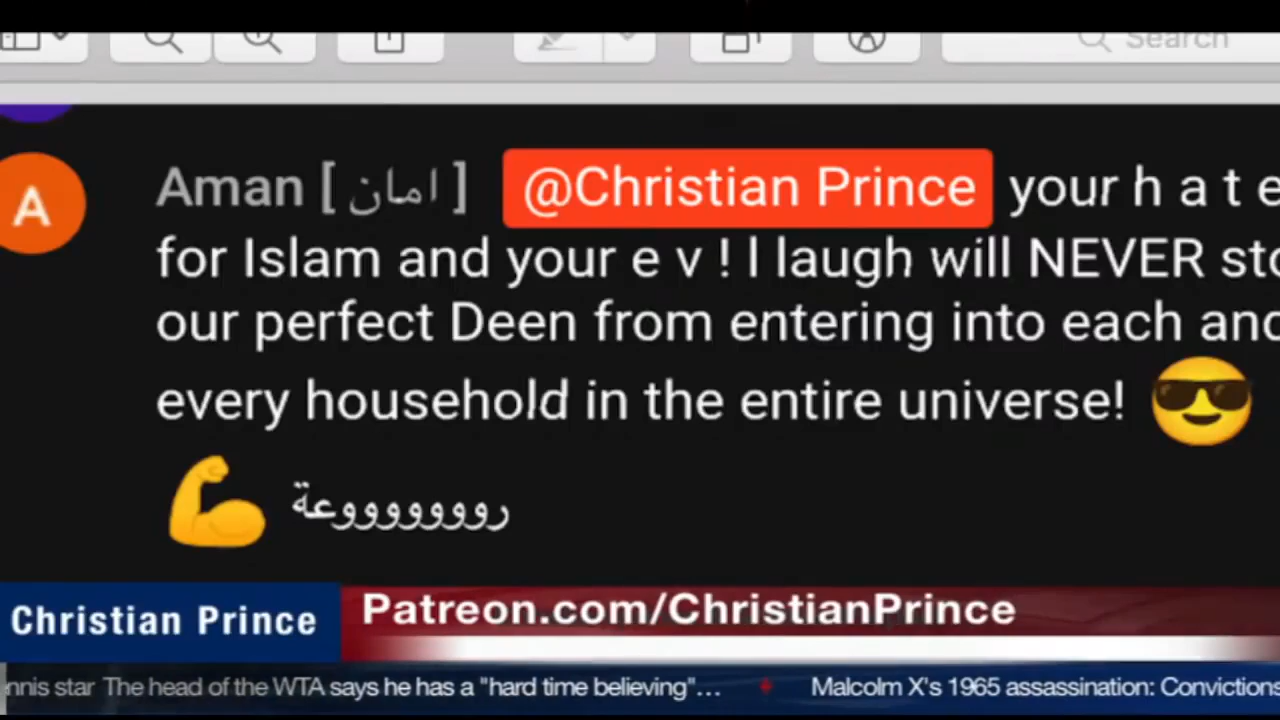 Search
A
Aman [ امان ] @Christian Prince your h a t e
for Islam and your e v ! l laugh will NEVER sto
our perfect Deen from entering into each and
every household in the entire universe! 😎
💪 رووووووووعة
Christian Prince
Patreon.com/ChristianPrince
nnis star The head of the WTA says he has a "hard time believing"... Malcolm X's 1965 assassination: Convictions